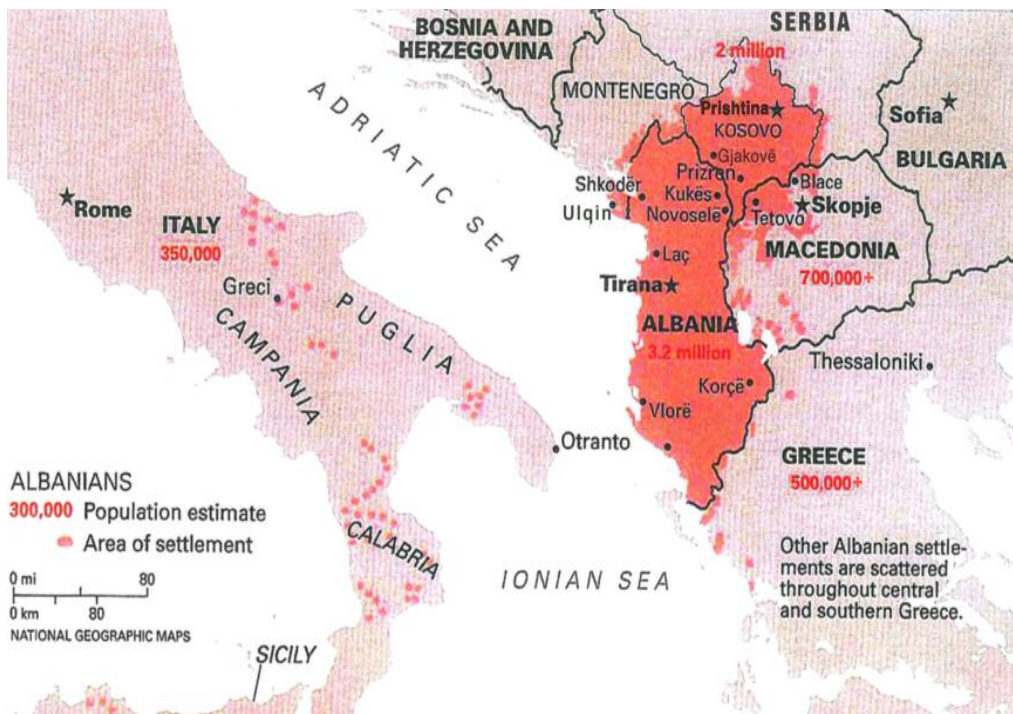 BOSNIA AND
HERZEGOVINA
SERBIA
2 million
MONTENEGRO
Prishtina
KOSOVO
Gjakovë
Prizren
Sofia
BULGARIA
ADRIATIC SEA
Shkodër
Ulqin
Kukës
Novoselë
Blace
Tetovo
Skopje
Rome
ITALY
350,000
Laç
MACEDONIA
700,000+
Greci
PUGLIA
CAMPANIA
Tirana
ALBANIA
3.2 million
Thessaloniki
Korçë
Vlorë
Otranto
GREECE
500,000+
ALBANIANS
300,000 Population estimate
Area of settlement
CALABRIA
0 mi 80
0 km 80
NATIONAL GEOGRAPHIC MAPS
IONIAN SEA
Other Albanian settle-
ments are scattered
throughout central
and southern Greece.
SICILY